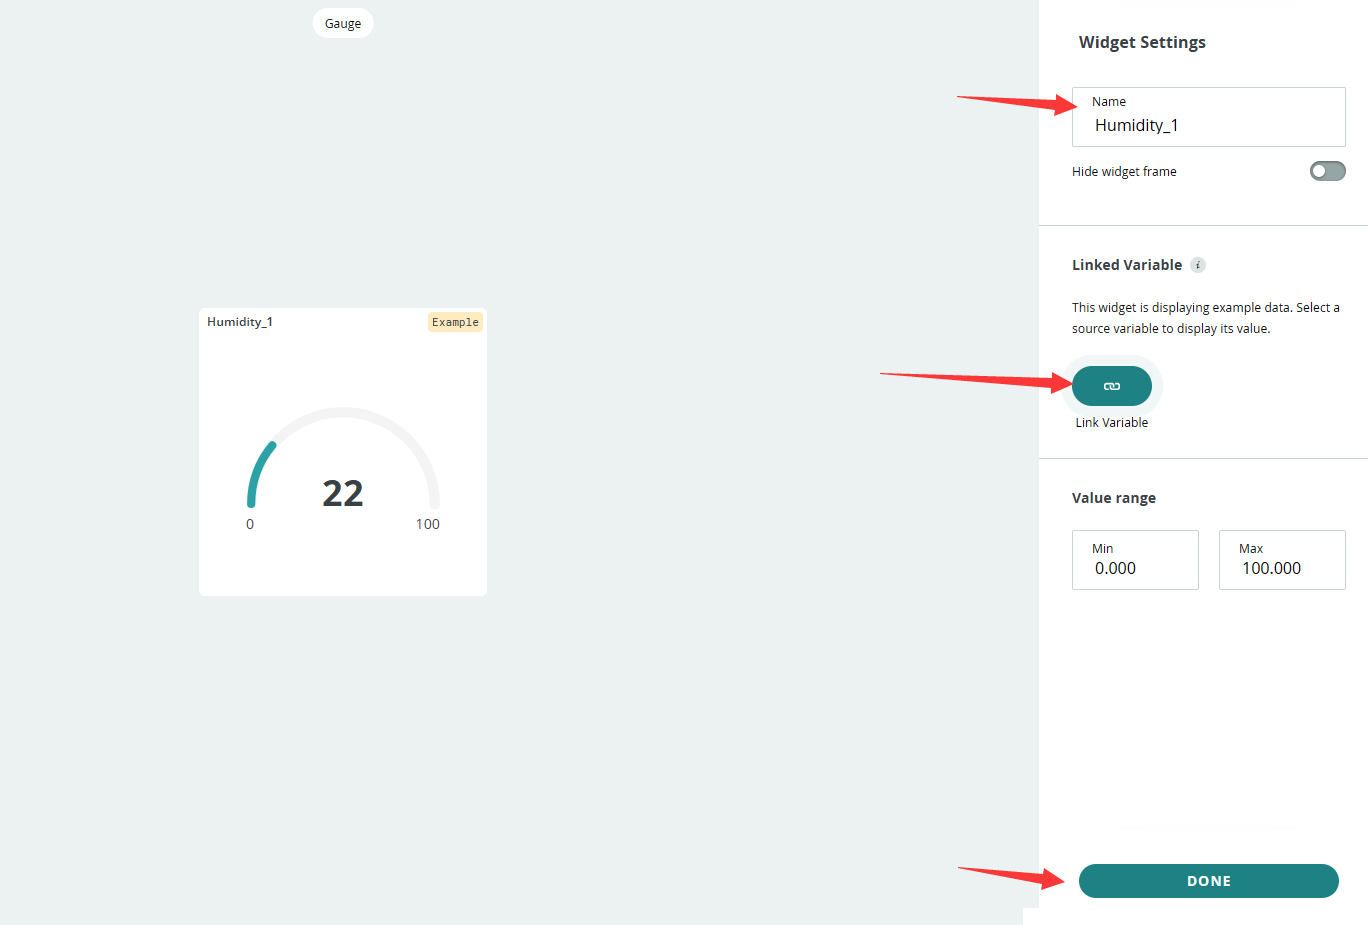 Gauge
Humidity_1
Example
22
0
100
Widget Settings
Name
Humidity_1
Hide widget frame
Linked Variable i
This widget is displaying example data. Select a
source variable to display its value.
Link Variable
Value range
Min
0.000
Max
100.000
DONE